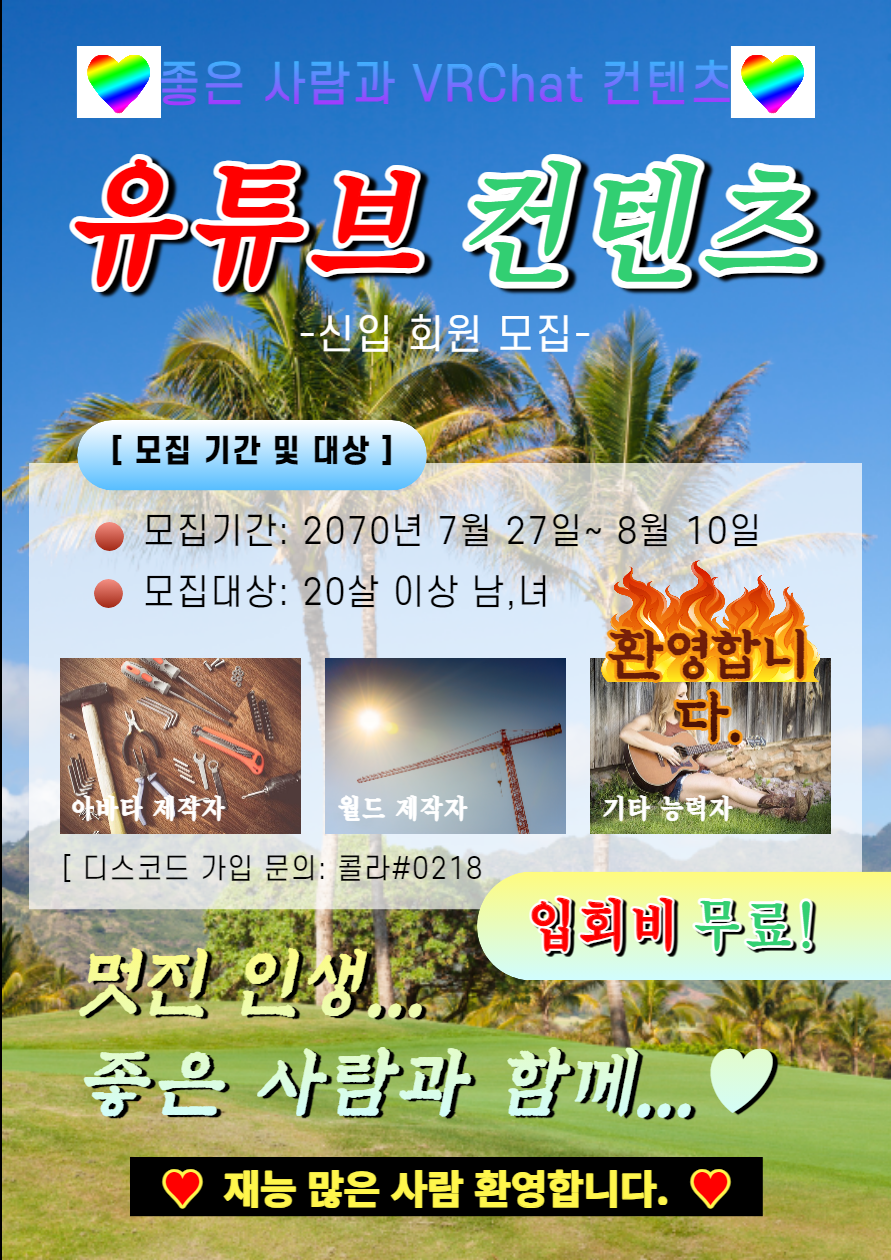 좋은 사람과 VRChat 컨텐츠
유튜브 컨텐츠
-신입 회원 모집-
[ 모집 기간 및 대상 ]
모집기간: 2070년 7월 27일~ 8월 10일
모집대상: 20살 이상 남,녀
환영합니
다.
아바타 제작자
월드 제작자
기타 능력자
[ 디스코드 가입 문의: 콜라#0218
입회비 무료!
멋진 인생...
좋은 사람과 함께...♥
♥ 재능 많은 사람 환영합니다. ♥